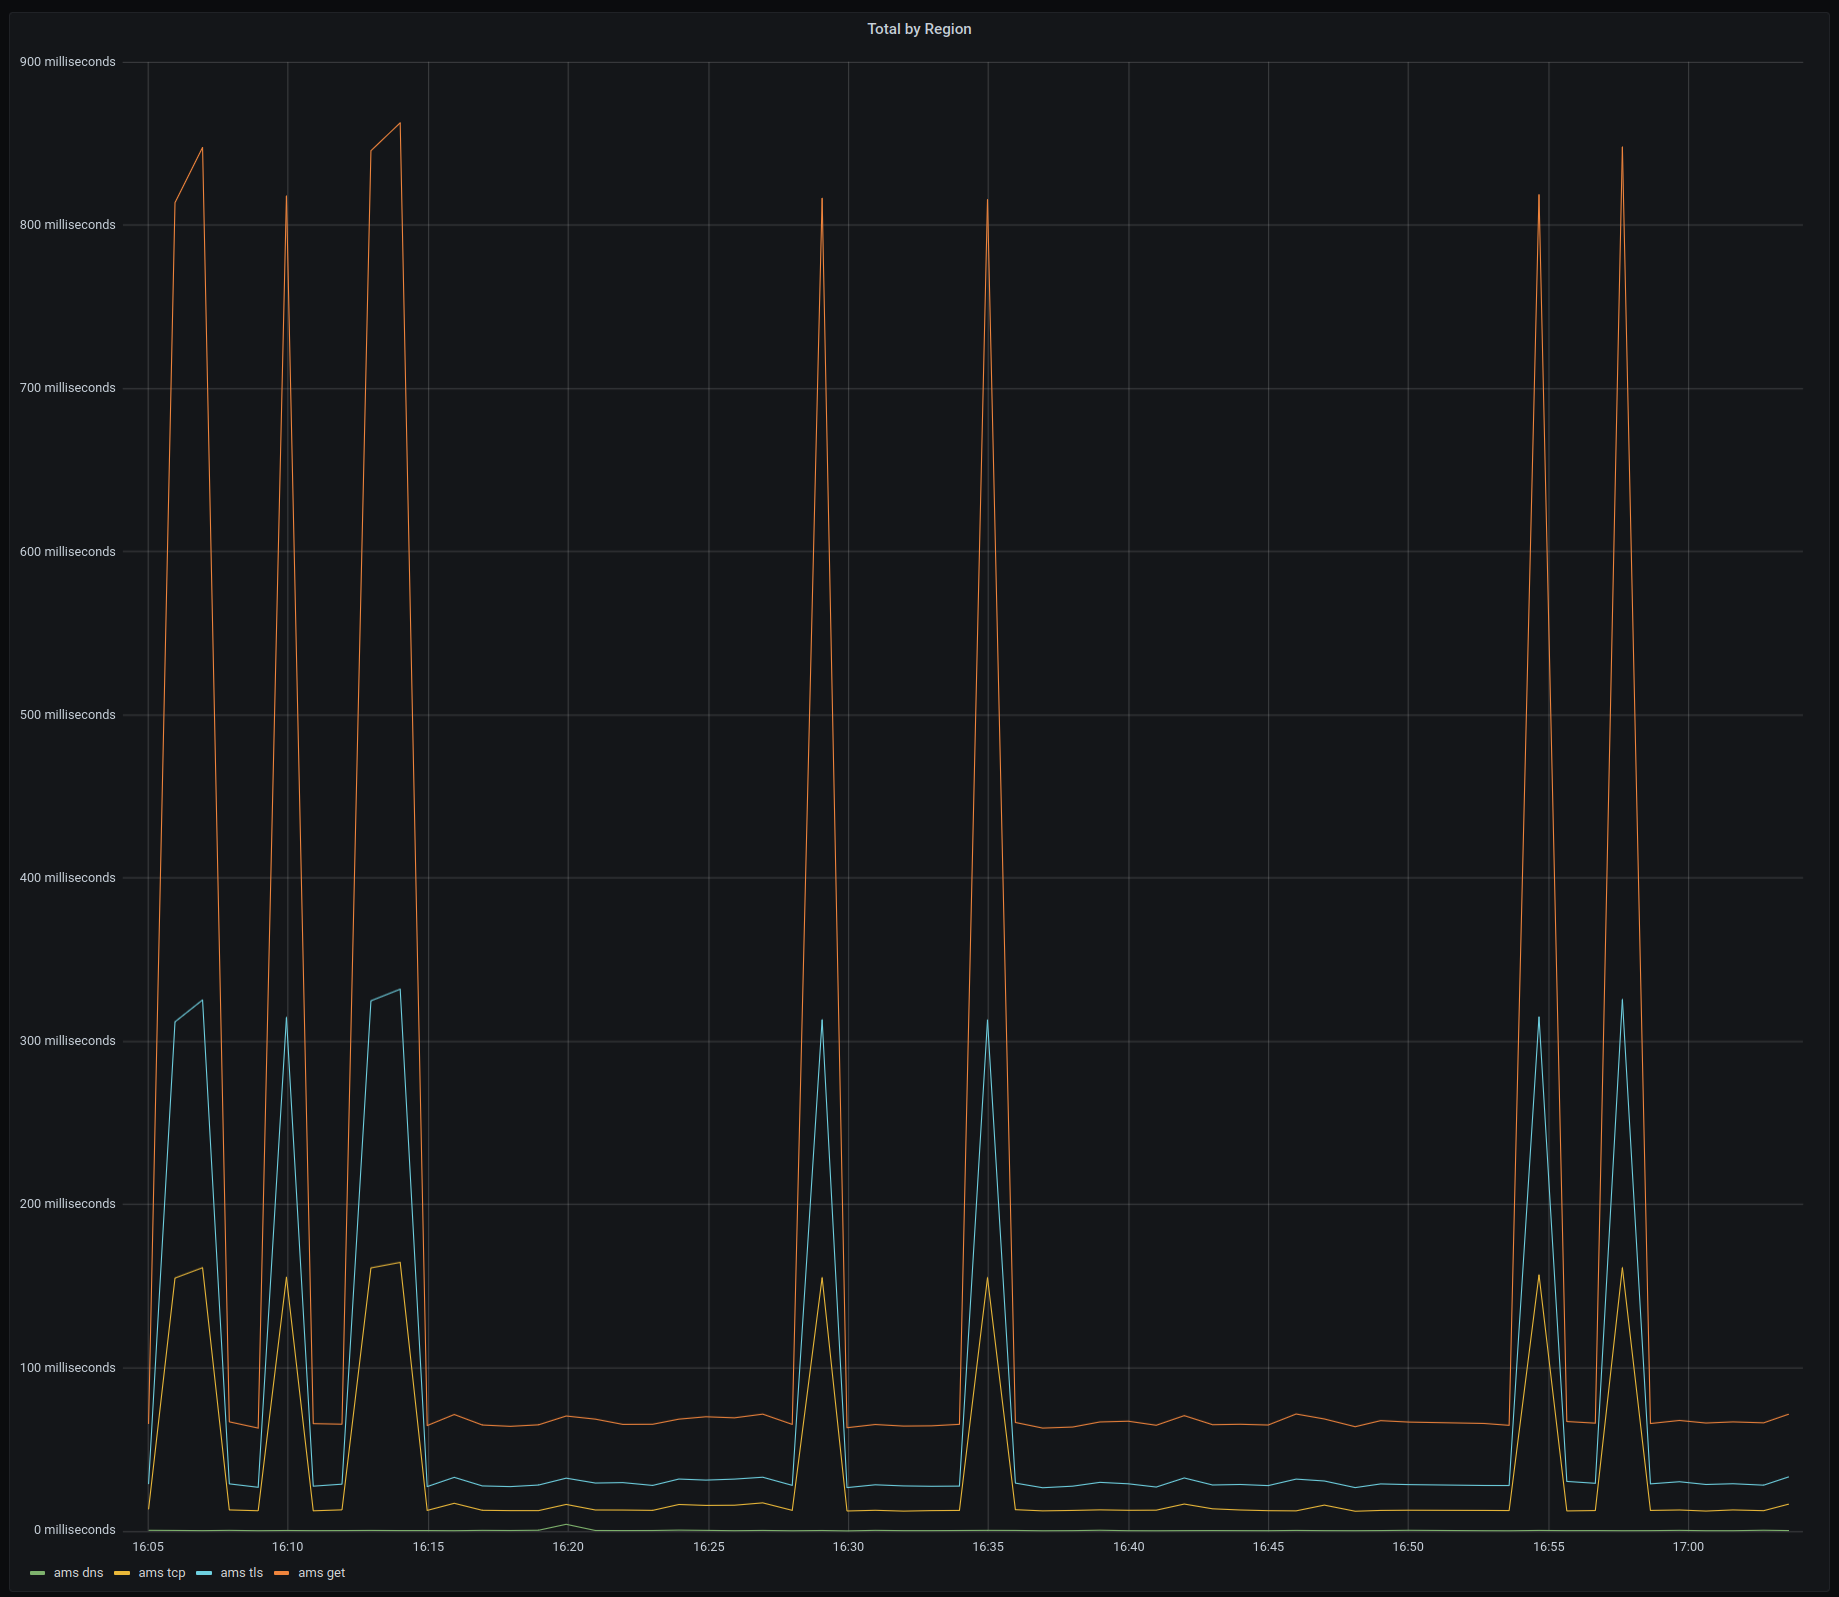 Total by Region
900 milliseconds
800 milliseconds
700 milliseconds
600 milliseconds
500 milliseconds
400 milliseconds
300 milliseconds
200 milliseconds
100 milliseconds
0 milliseconds
16:05 16:10 16:15 16:20 16:25 16:30 16:35 16:40 16:45 16:50 16:55 17:00
ams dns ams tcp ams tls ams get